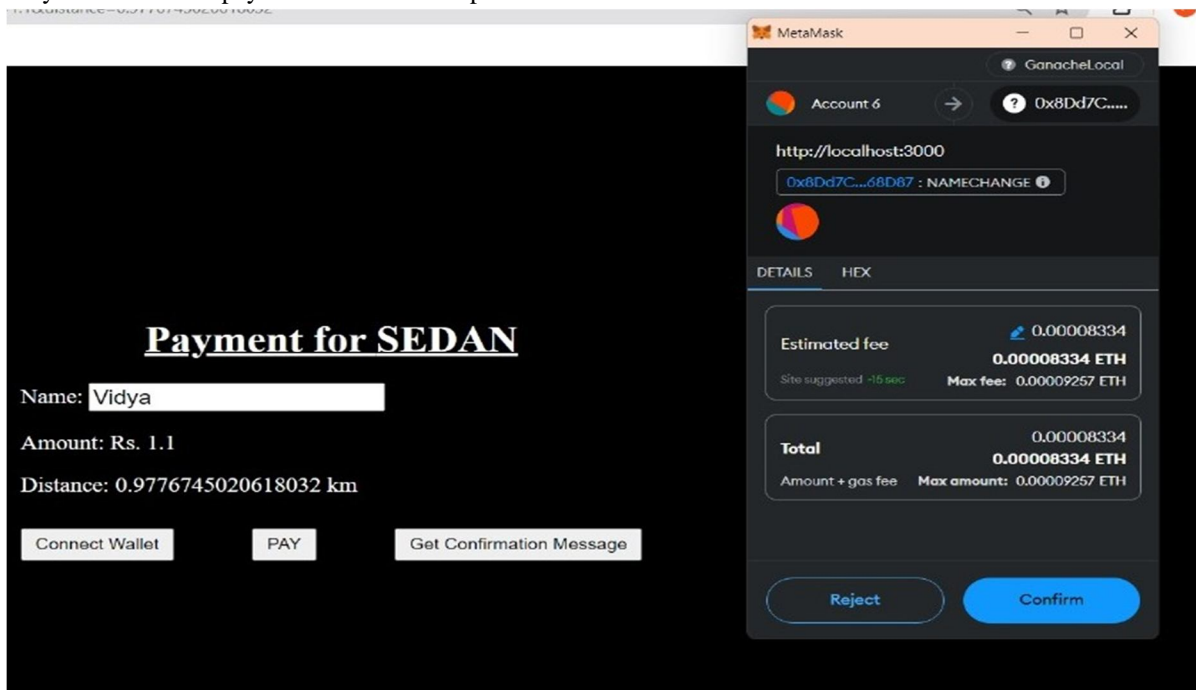 MetaMask
GanacheLocal
Account 6
0x8Dd7C.....
http://localhost:3000
0x8Dd7C...68D87 : NAMECHANGE
DETAILS HEX
Payment for SEDAN
Name: Vidya
Amount: Rs. 1.1
Distance: 0.9776745020618032 km
Connect Wallet PAY Get Confirmation Message
Estimated fee 0.00008334
0.00008334 ETH
Site suggested ~15 sec Max fee: 0.00009257 ETH
Total 0.00008334
0.00008334 ETH
Amount + gas fee Max amount: 0.00009257 ETH
Reject Confirm